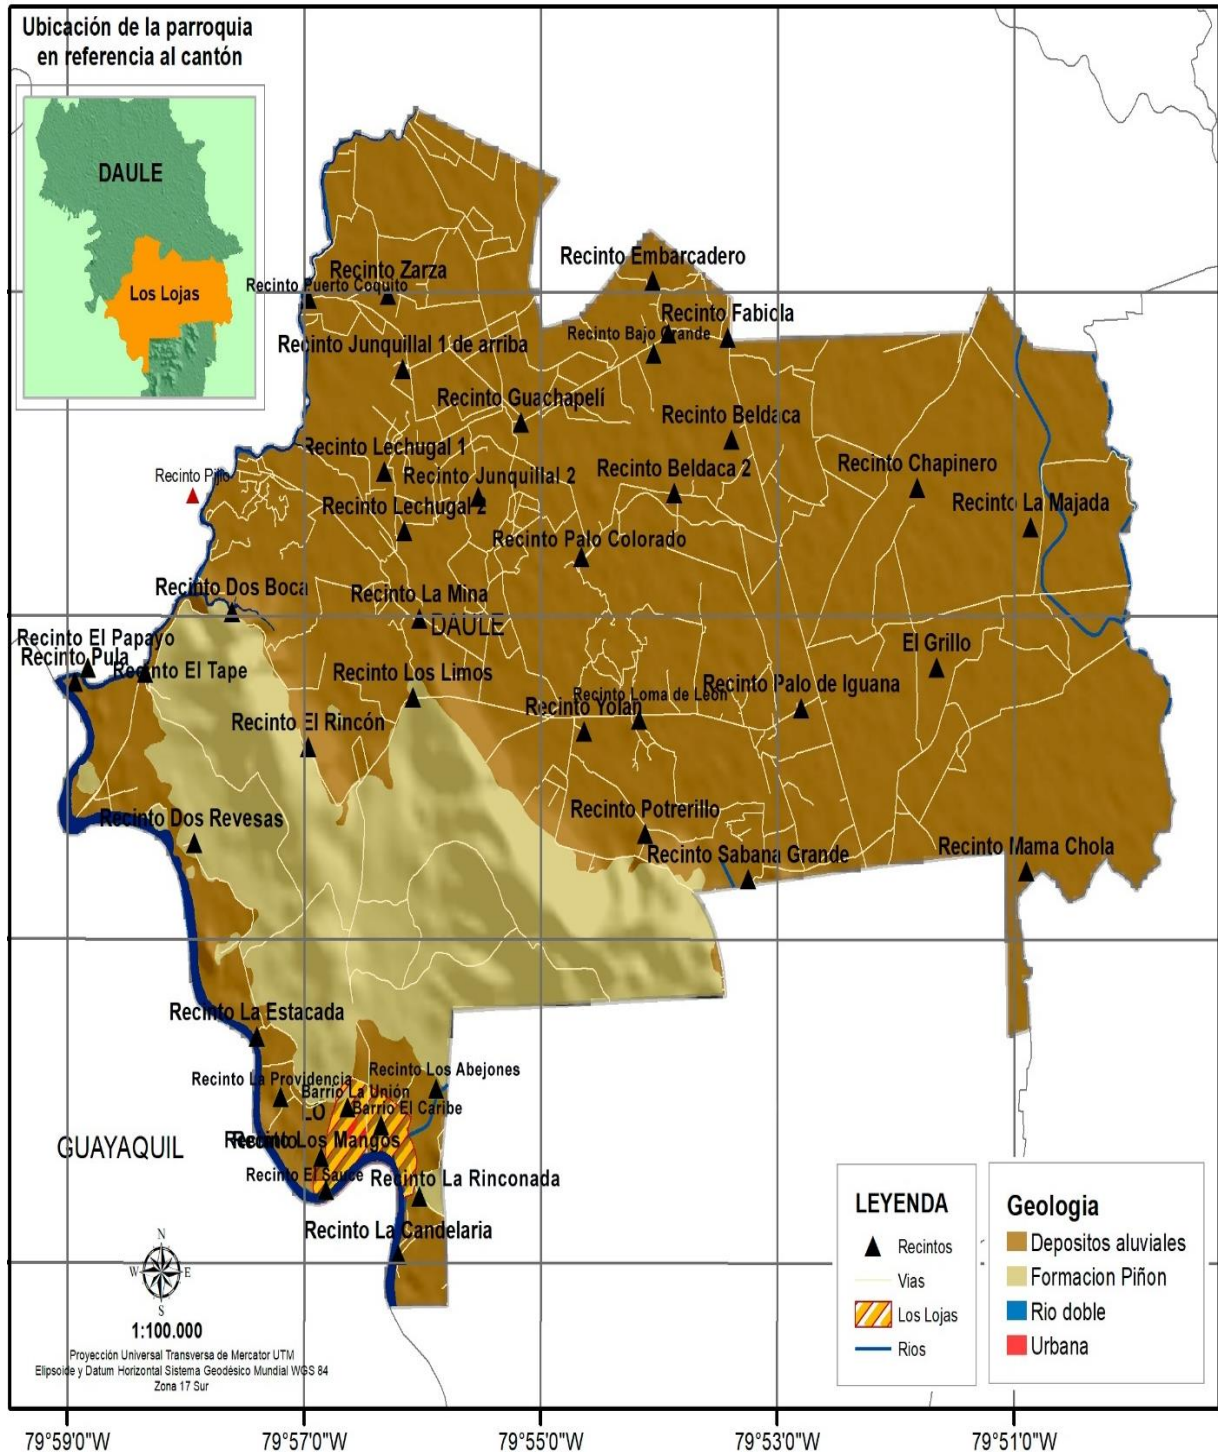 Ubicación de la parroquia
en referencia al cantón
DAULE
Los Lojas
Recinto Embarcadero
Recinto Zarza
Recinto Puerto Coquito
Recinto Fabiola
Recinto Bajo Grande
Recinto Junquillal 1 de arriba
Recinto Guachapelí
Recinto Beldaca
Recinto Lechugal 1
Recinto Chapinero
Recinto Beldaca 2
Recinto Junquillal 2
Recinto Pijio
Recinto La Majada
Recinto Lechugal 2
Recinto Palo Colorado
Recinto Dos Boca
Recinto La Mina
DAULE
Recinto El Papayo
El Grillo
Recinto Pula
Recinto El Tape
Recinto Los Limos
Recinto Palo de Iguana
Recinto Loma de León
Recinto Yolan
Recinto El Rincón
Recinto Potrerillo
Recinto Dos Revesas
Recinto Mama Chola
Recinto Sabana Grande
Recinto La Estacada
Recinto Los Abejones
Recinto La Providencia
Barrio La Unión
Barrio El Caribe
GUAYAQUIL
Recinto Los Mangos
Recinto El Sauce
Recinto La Rinconada
Recinto La Candelaria
N
W
E
S
1:100.000
Proyección Universal Transversa de Mercator UTM
Elipsoide y Datum Horizontal Sistema Geodésico Mundial WGS 84
Zona 17 Sur
LEYENDA
Recintos
Vias
Los Lojas
Rios
Geologia
Depositos aluviales
Formacion Piñon
Rio doble
Urbana
79°59'0"W
79°57'0"W
79°55'0"W
79°53'0"W
79°51'0"W